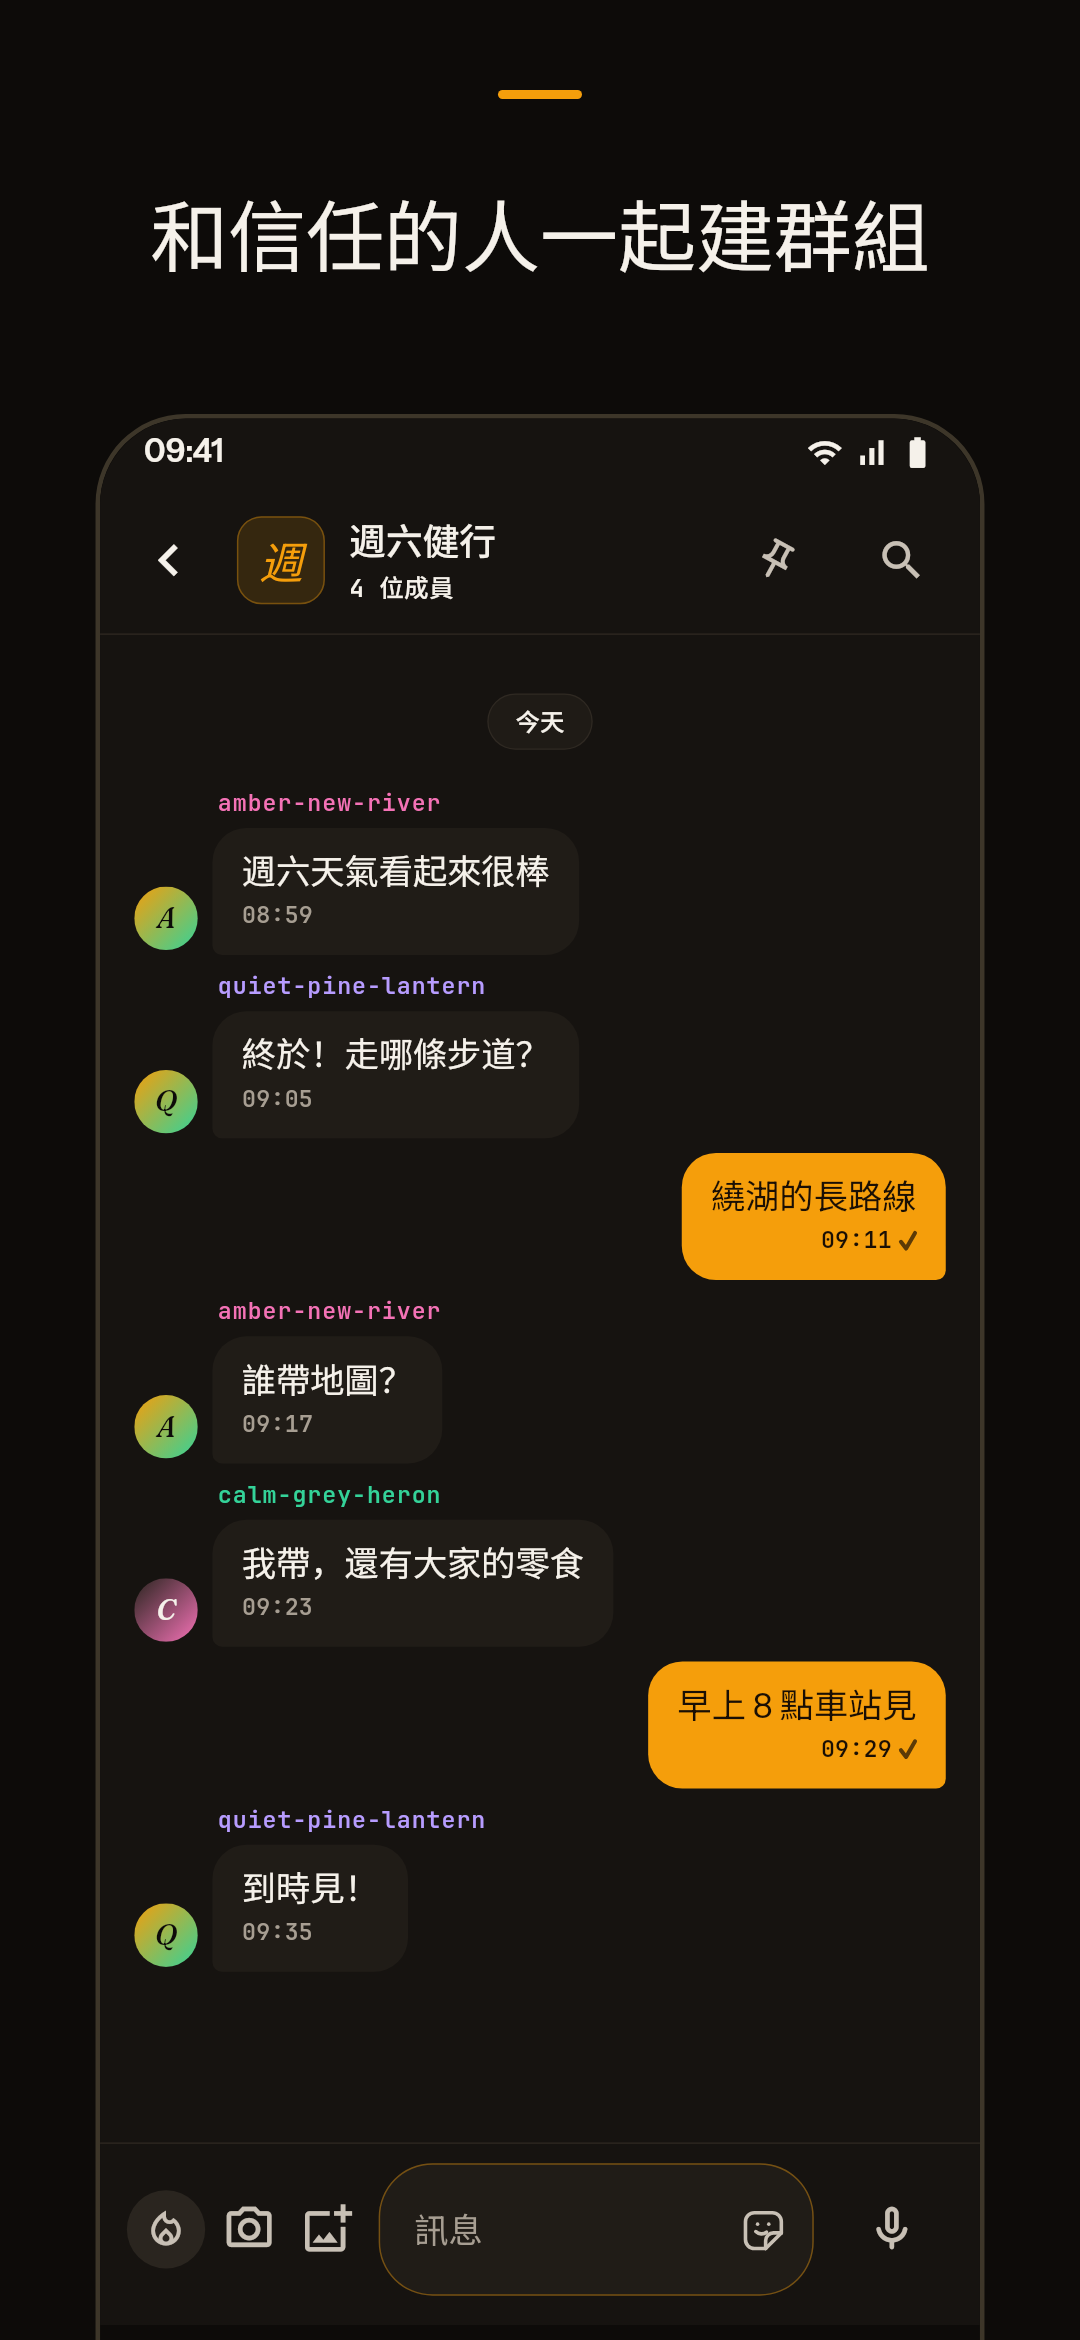 和信任的人一起建群組
09:41
週
週六健行
4 位成員
今天
amber-new-river
週六天氣看起來很棒
08:59
A
quiet-pine-lantern
終於！走哪條步道？
09:05
Q
繞湖的長路線
09:11
amber-new-river
誰帶地圖？
09:17
A
calm-grey-heron
我帶，還有大家的零食
09:23
C
早上 8 點車站見
09:29
quiet-pine-lantern
到時見！
09:35
Q
訊息